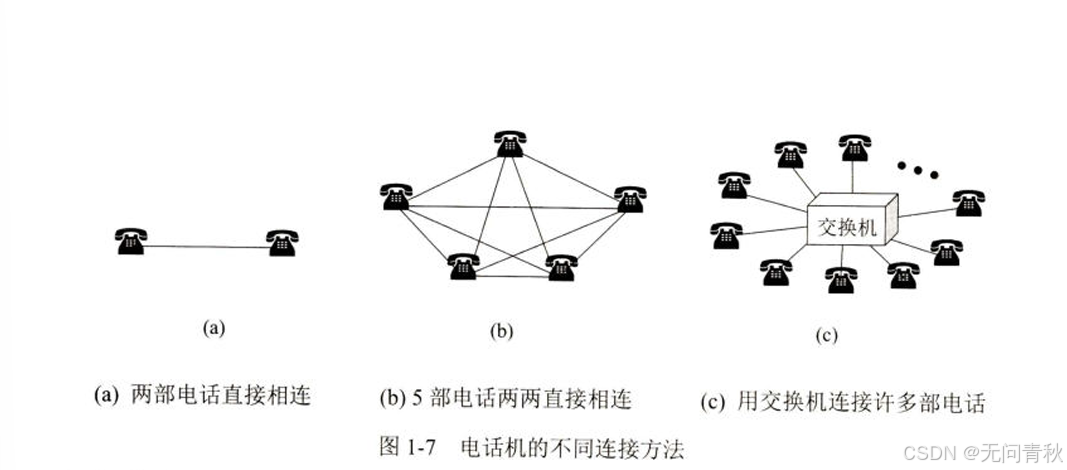 交换机
(a)
(b)
(c)
(a) 两部电话直接相连
(b) 5 部电话两两直接相连
(c) 用交换机连接许多部电话
图 1-7 电话机的不同连接方法
CSDN @无问青秋